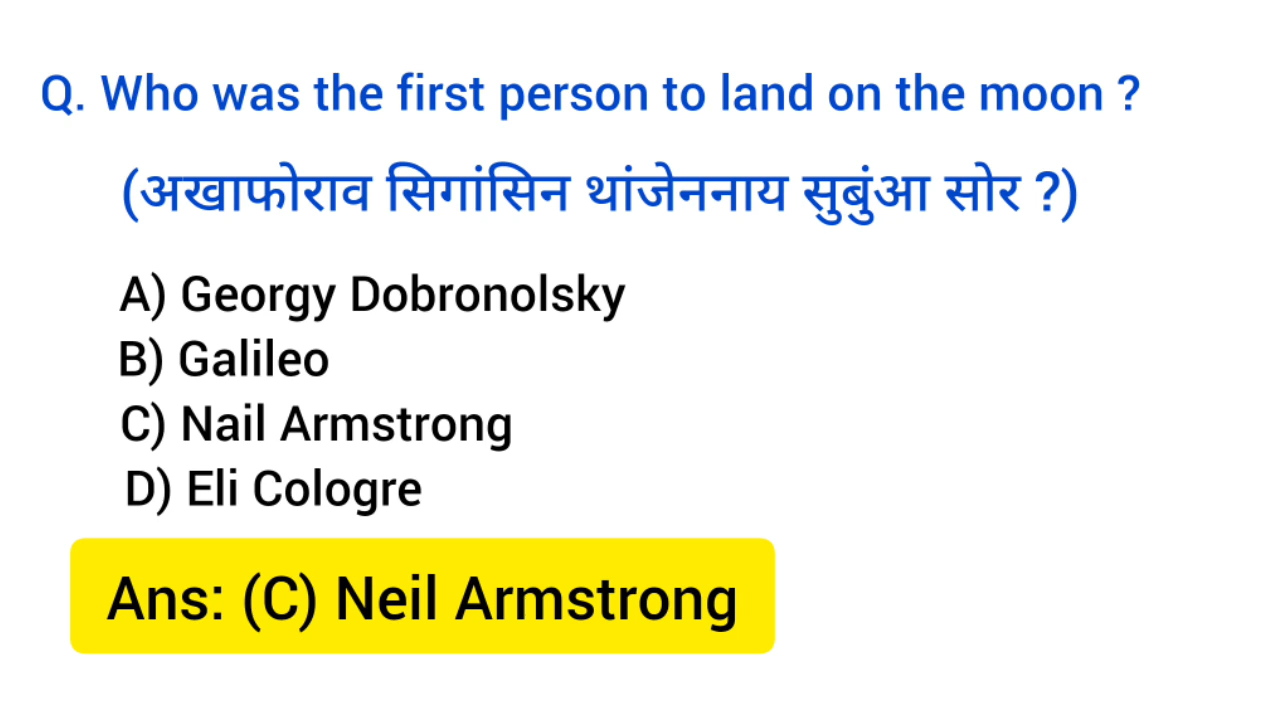 Q. Who was the first person to land on the moon ?
(अखाफोराव सिगांसिन थांजेननाय सुबुंआ सोर ?)
A) Georgy Dobronolsky
B) Galileo
C) Nail Armstrong
D) Eli Cologre
Ans: (C) Neil Armstrong